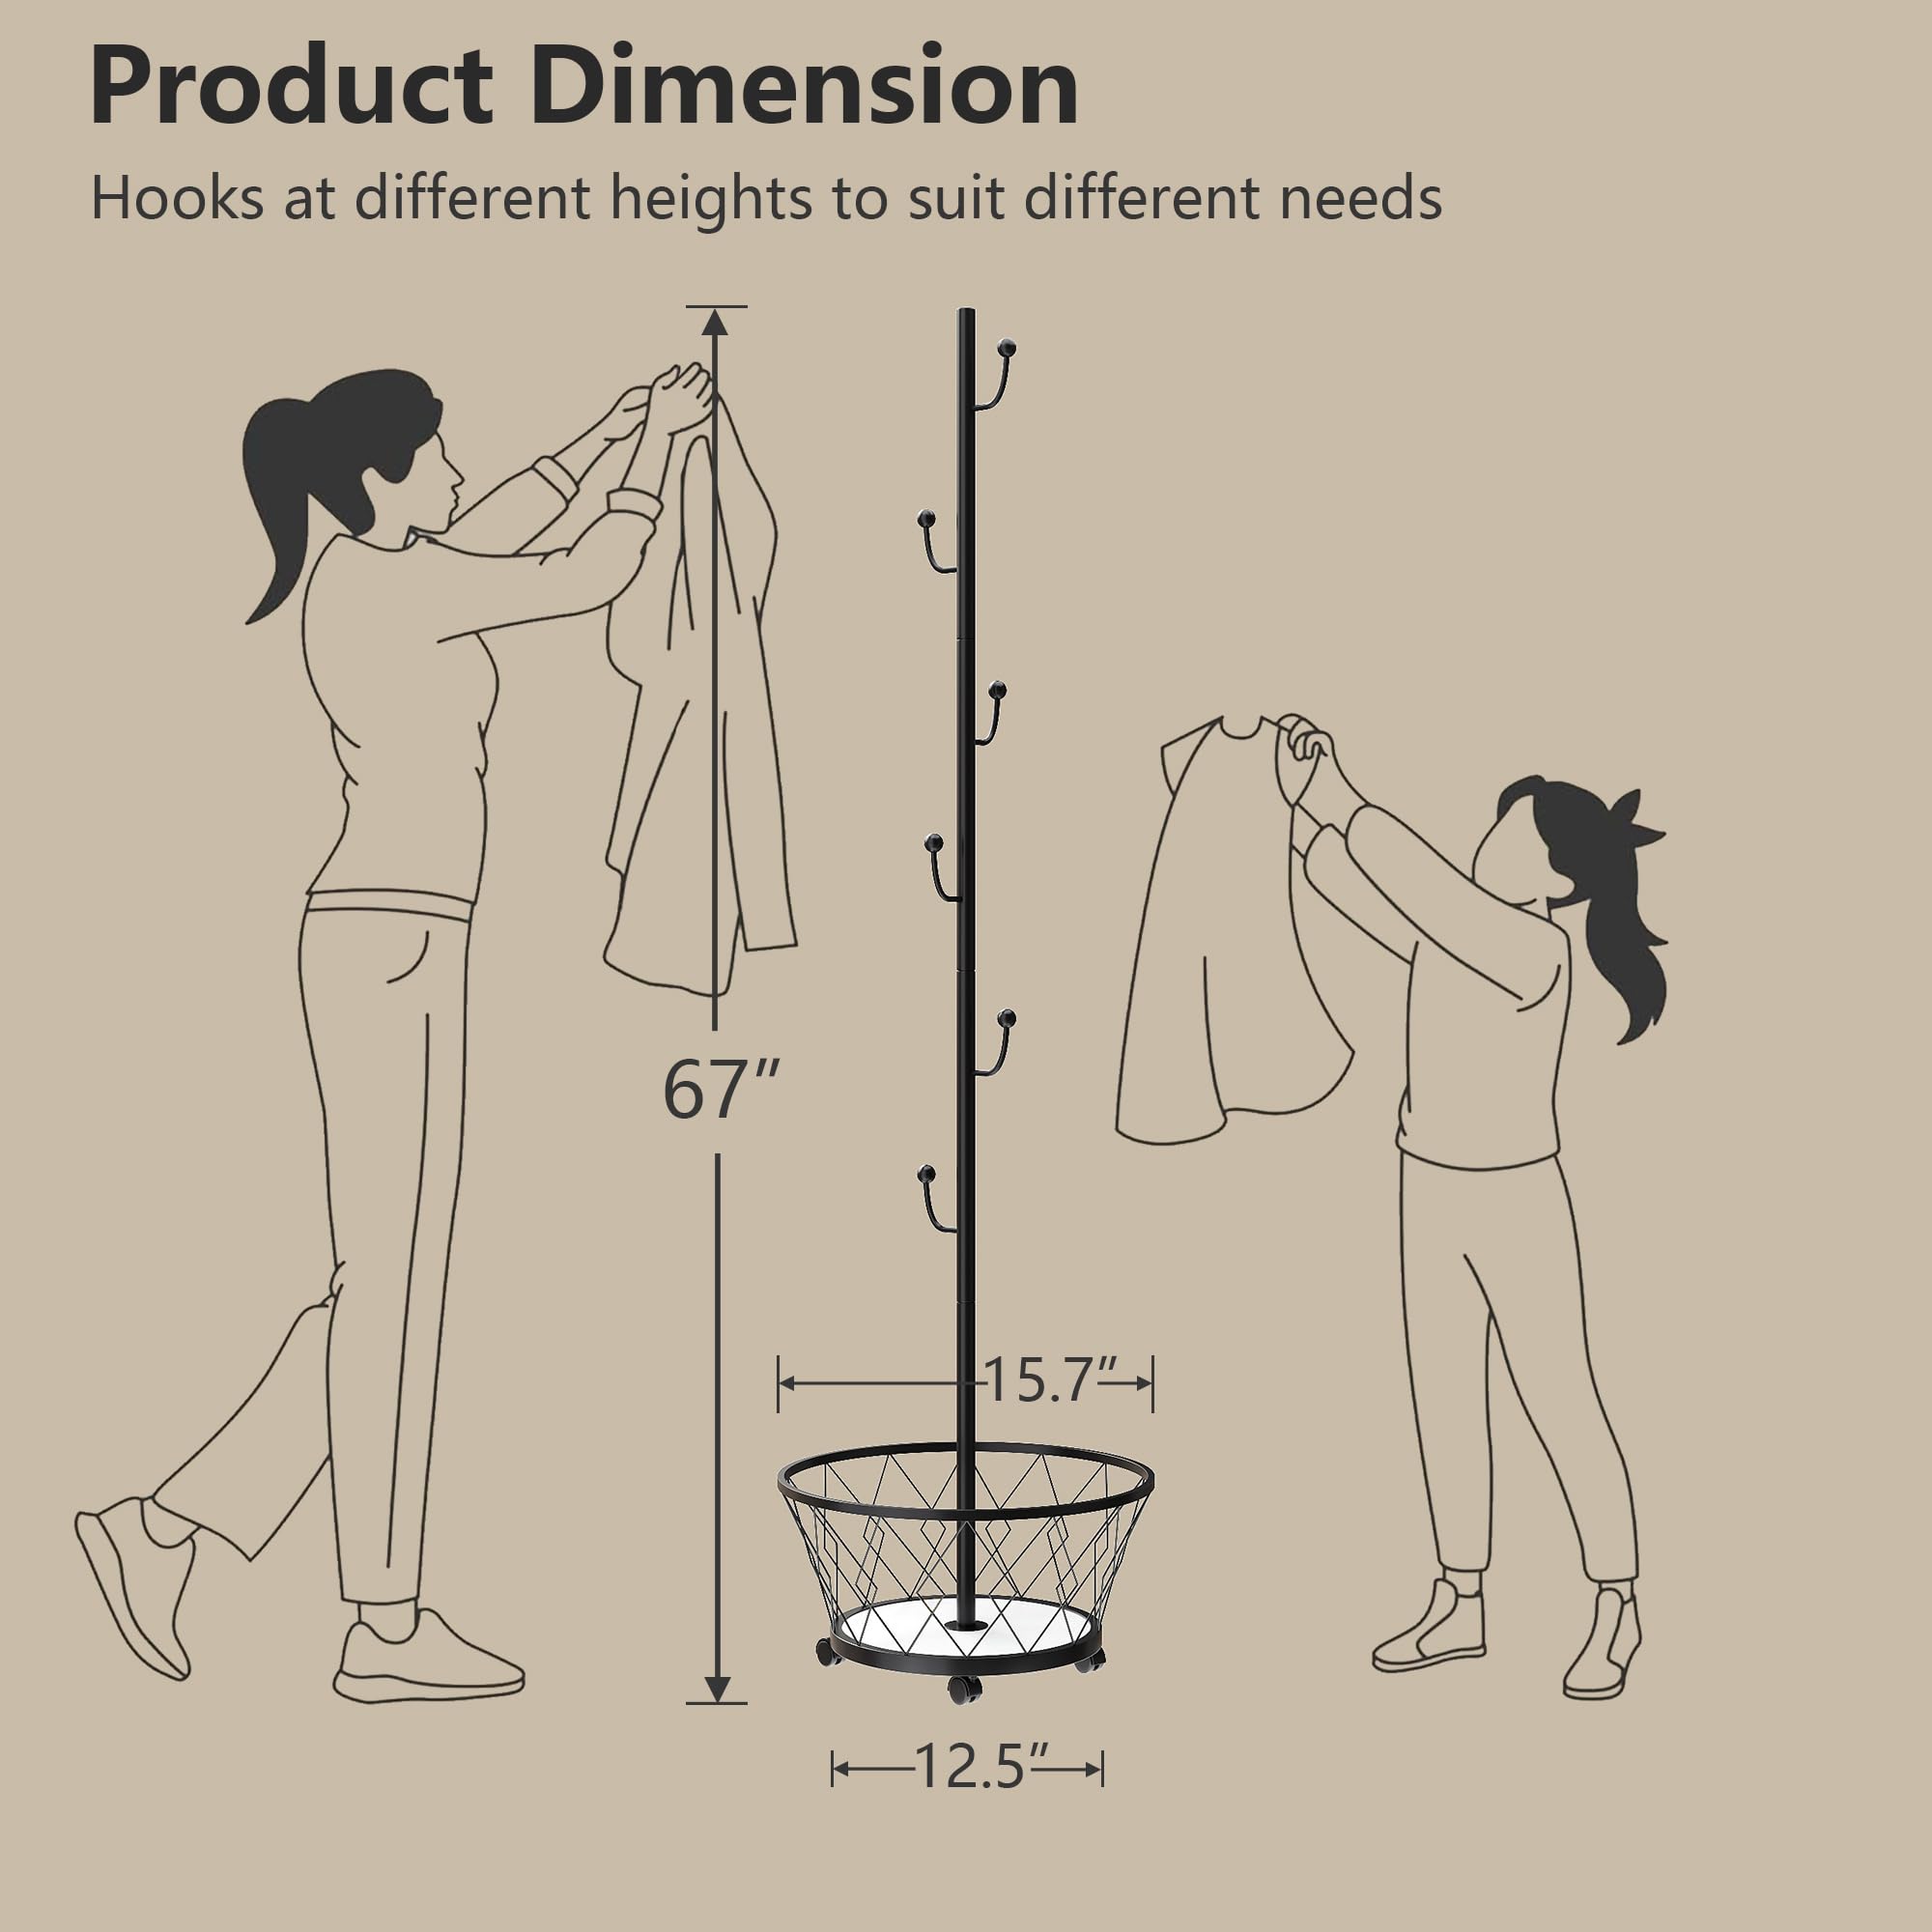 Product Dimension
Hooks at different heights to suit different needs
67"
15.7"
12.5"